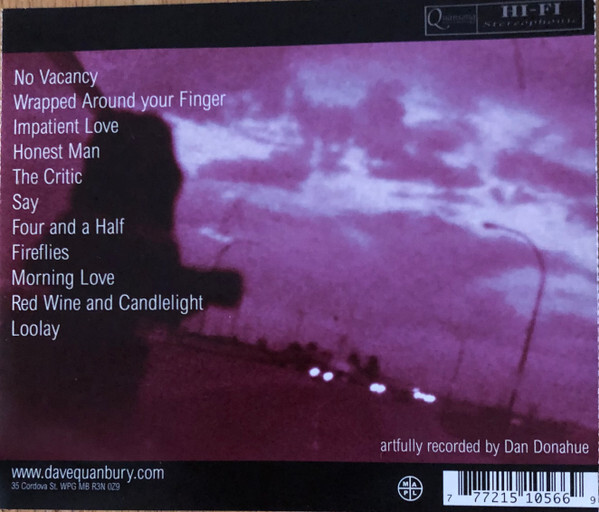 HI-FI
Stereophonic
No Vacancy
Wrapped Around your Finger
Impatient Love
Honest Man
The Critic
Say
Four and a Half
Fireflies
Morning Love
Red Wine and Candlelight
Loolay
artfully recorded by Dan Donahue
www.davequanbury.com
35 Cordova St. WPG MB R3N 0Z9
M A P L
7 77215 10566 9